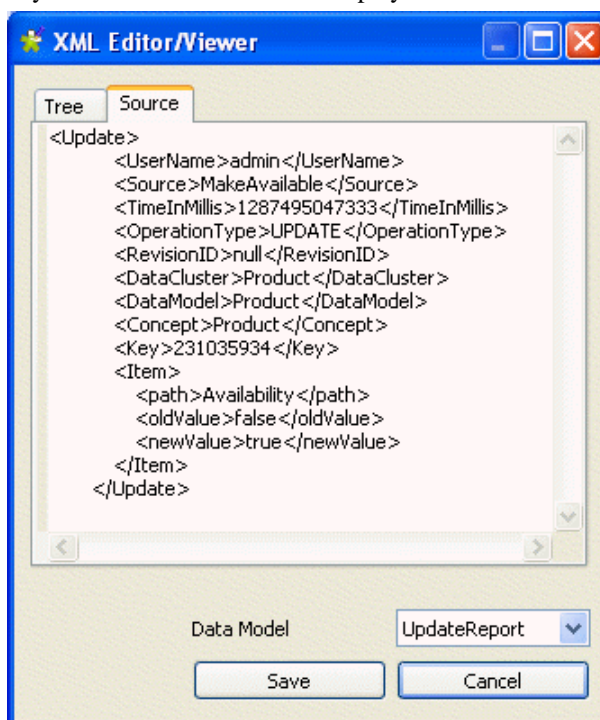 XML Editor/Viewer
Tree Source
<Update>
<UserName>admin</UserName>
<Source>MakeAvailable</Source>
<TimeInMillis>1287495047333</TimeInMillis>
<OperationType>UPDATE</OperationType>
<RevisionID>null</RevisionID>
<DataCluster>Product</DataCluster>
<DataModel>Product</DataModel>
<Concept>Product</Concept>
<Key>231035934</Key>
<Item>
<path>Availability</path>
<oldValue>false</oldValue>
<newValue>true</newValue>
</Item>
</Update>
Data Model UpdateReport
Save Cancel